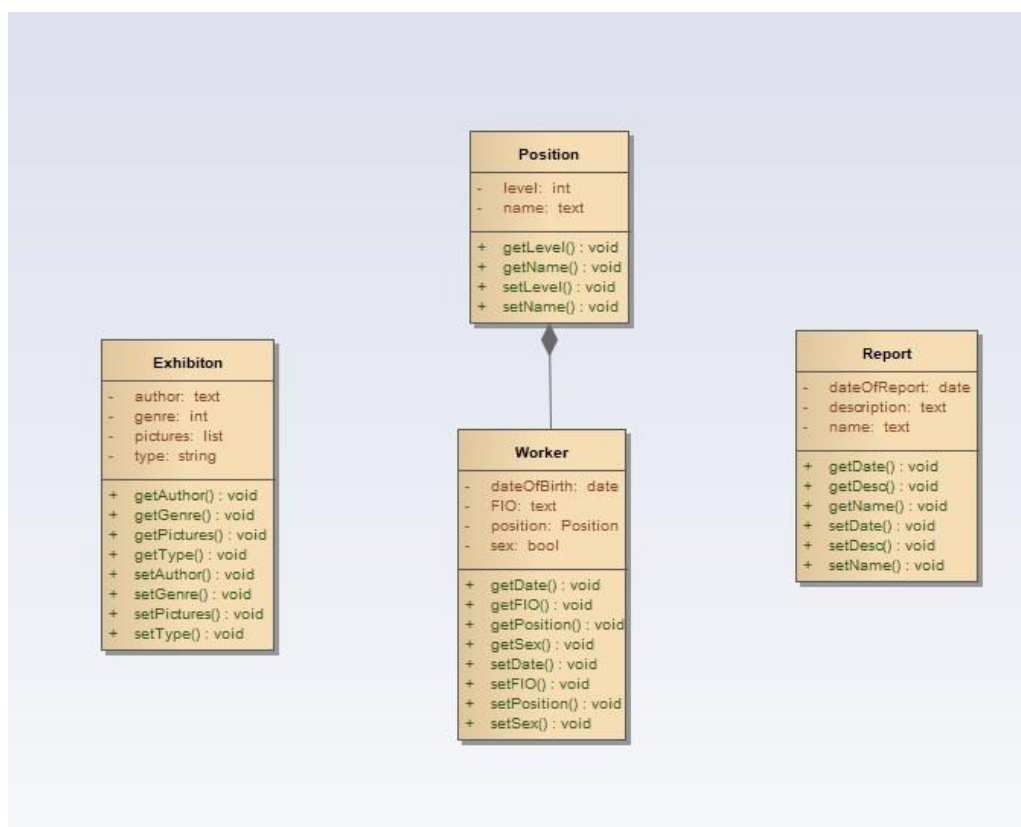 Position
- level: int
- name: text
+ getLevel() : void
+ getName() : void
+ setLevel() : void
+ setName() : void
Exhibiton
- author: text
- genre: int
- pictures: list
- type: string
+ getAuthor() : void
+ getGenre() : void
+ getPictures() : void
+ getType() : void
+ setAuthor() : void
+ setGenre() : void
+ setPictures() : void
+ setType() : void
Worker
- dateOfBirth: date
- FIO: text
- position: Position
- sex: bool
+ getDate() : void
+ getFIO() : void
+ getPosition() : void
+ getSex() : void
+ setDate() : void
+ setFIO() : void
+ setPosition() : void
+ setSex() : void
Report
- dateOfReport: date
- description: text
- name: text
+ getDate() : void
+ getDesc() : void
+ getName() : void
+ setDate() : void
+ setDesc() : void
+ setName() : void